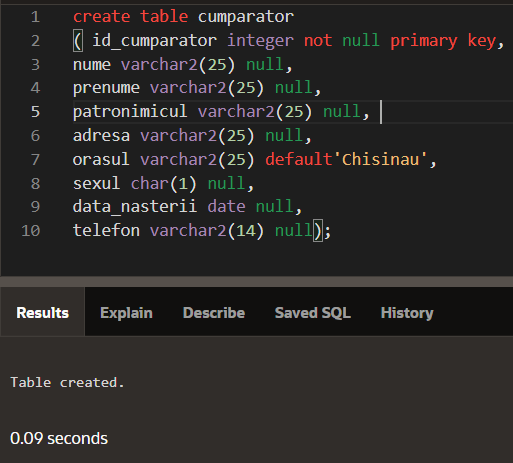 1 create table cumparator
2 ( id_cumparator integer not null primary key,
3 nume varchar2(25) null,
4 prenume varchar2(25) null,
5 patronimicul varchar2(25) null,
6 adresa varchar2(25) null,
7 orasul varchar2(25) default'Chisinau',
8 sexul char(1) null,
9 data_nasterii date null,
10 telefon varchar2(14) null);
Results Explain Describe Saved SQL History
Table created.
0.09 seconds